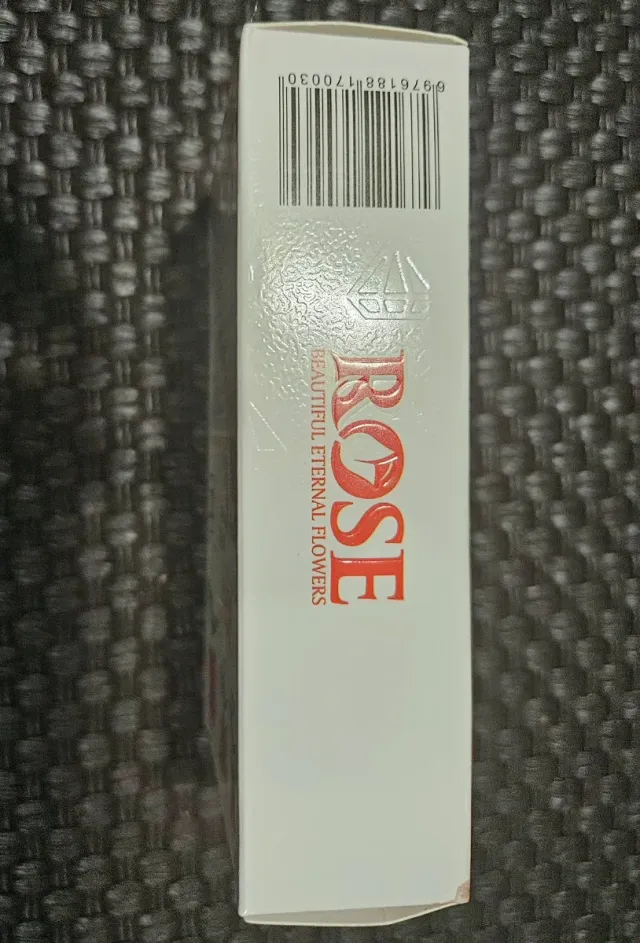 6976188170030
ROSE
BEAUTIFUL ETERNAL FLOWERS